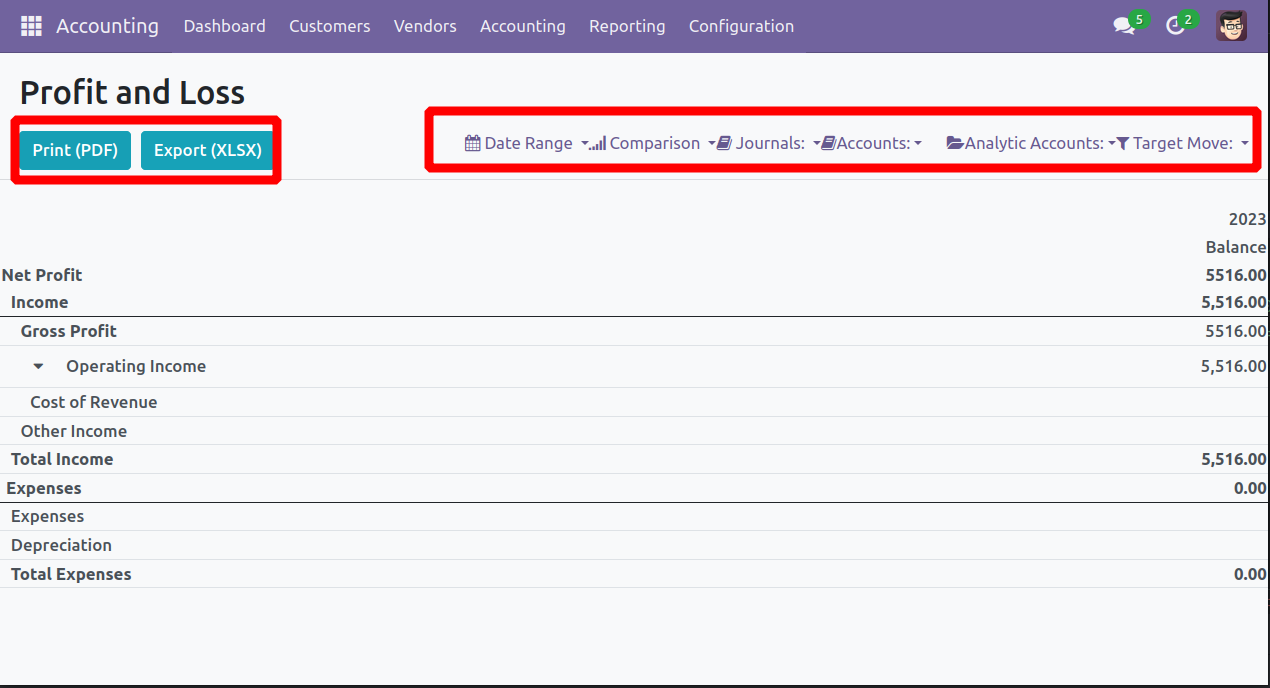 Accounting Dashboard Customers Vendors Accounting Reporting Configuration 5 2
Profit and Loss
Print (PDF) Export (XLSX) Date Range Comparison Journals: Accounts: Analytic Accounts: Target Move:
2023
Balance
Net Profit 5516.00
Income 5,516.00
Gross Profit 5516.00
Operating Income 5,516.00
Cost of Revenue
Other Income
Total Income 5,516.00
Expenses 0.00
Expenses
Depreciation
Total Expenses 0.00